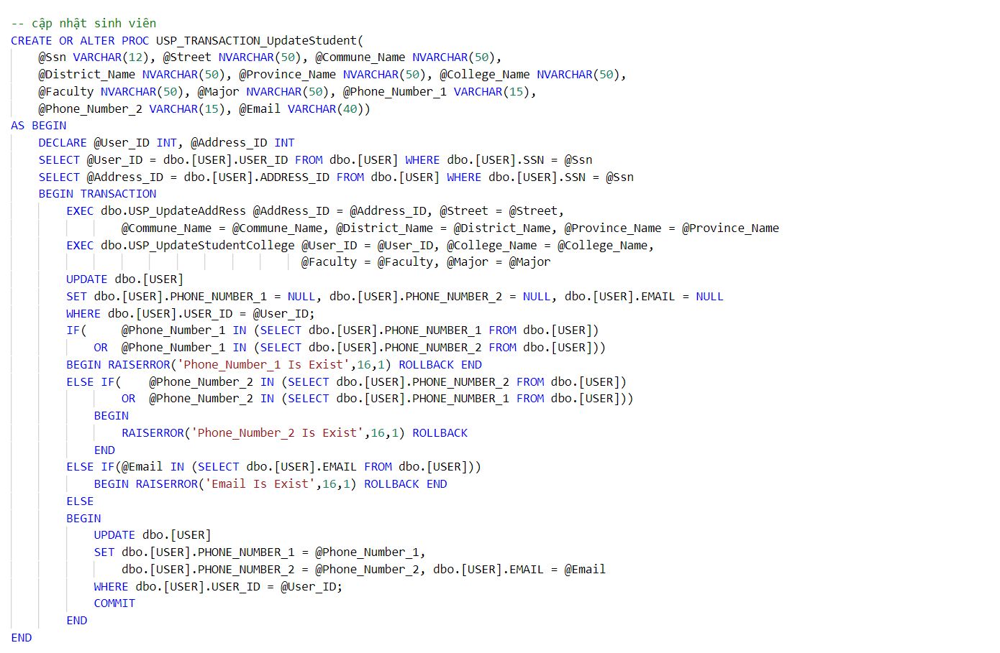 -- cập nhật sinh viên
CREATE OR ALTER PROC USP_TRANSACTION_UpdateStudent(
@Ssn VARCHAR(12), @Street NVARCHAR(50), @Commune_Name NVARCHAR(50),
@District_Name NVARCHAR(50), @Province_Name NVARCHAR(50), @College_Name NVARCHAR(50),
@Faculty NVARCHAR(50), @Major NVARCHAR(50), @Phone_Number_1 VARCHAR(15),
@Phone_Number_2 VARCHAR(15), @Email VARCHAR(40))
AS BEGIN
DECLARE @User_ID INT, @Address_ID INT
SELECT @User_ID = dbo.[USER].USER_ID FROM dbo.[USER] WHERE dbo.[USER].SSN = @Ssn
SELECT @Address_ID = dbo.[USER].ADDRESS_ID FROM dbo.[USER] WHERE dbo.[USER].SSN = @Ssn
BEGIN TRANSACTION
EXEC dbo.USP_UpdateAddRess @AddRess_ID = @Address_ID, @Street = @Street,
@Commune_Name = @Commune_Name, @District_Name = @District_Name, @Province_Name = @Province_Name
EXEC dbo.USP_UpdateStudentCollege @User_ID = @User_ID, @College_Name = @College_Name,
@Faculty = @Faculty, @Major = @Major
UPDATE dbo.[USER]
SET dbo.[USER].PHONE_NUMBER_1 = NULL, dbo.[USER].PHONE_NUMBER_2 = NULL, dbo.[USER].EMAIL = NULL
WHERE dbo.[USER].USER_ID = @User_ID;
IF( @Phone_Number_1 IN (SELECT dbo.[USER].PHONE_NUMBER_1 FROM dbo.[USER])
OR @Phone_Number_1 IN (SELECT dbo.[USER].PHONE_NUMBER_2 FROM dbo.[USER]))
BEGIN RAISERROR('Phone_Number_1 Is Exist',16,1) ROLLBACK END
ELSE IF( @Phone_Number_2 IN (SELECT dbo.[USER].PHONE_NUMBER_2 FROM dbo.[USER])
OR @Phone_Number_2 IN (SELECT dbo.[USER].PHONE_NUMBER_1 FROM dbo.[USER]))
BEGIN
RAISERROR('Phone_Number_2 Is Exist',16,1) ROLLBACK
END
ELSE IF(@Email IN (SELECT dbo.[USER].EMAIL FROM dbo.[USER]))
BEGIN RAISERROR('Email Is Exist',16,1) ROLLBACK END
ELSE
BEGIN
UPDATE dbo.[USER]
SET dbo.[USER].PHONE_NUMBER_1 = @Phone_Number_1,
dbo.[USER].PHONE_NUMBER_2 = @Phone_Number_2, dbo.[USER].EMAIL = @Email
WHERE dbo.[USER].USER_ID = @User_ID;
COMMIT
END
END